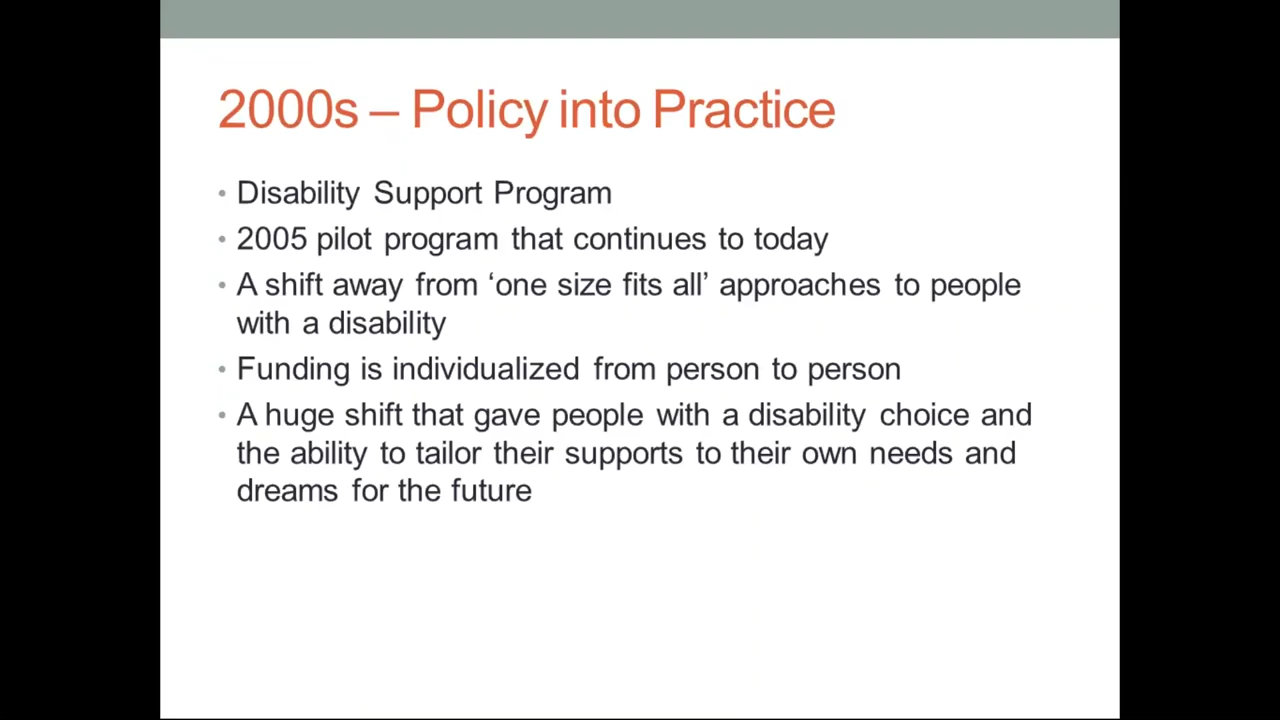 2000s – Policy into Practice
• Disability Support Program
• 2005 pilot program that continues to today
• A shift away from ‘one size fits all’ approaches to people
with a disability
• Funding is individualized from person to person
• A huge shift that gave people with a disability choice and
the ability to tailor their supports to their own needs and
dreams for the future